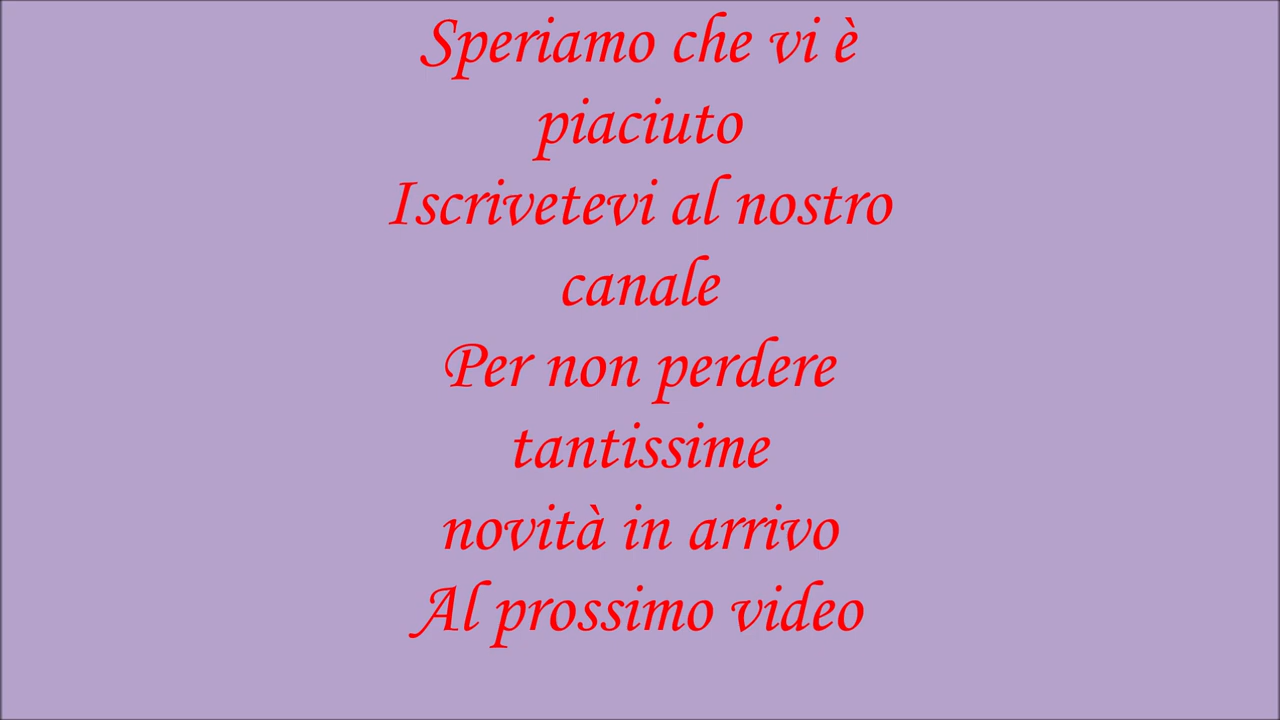 Speriamo che vi è
piaciuto
Iscrivetevi al nostro
canale
Per non perdere
tantissime
novità in arrivo
Al prossimo video